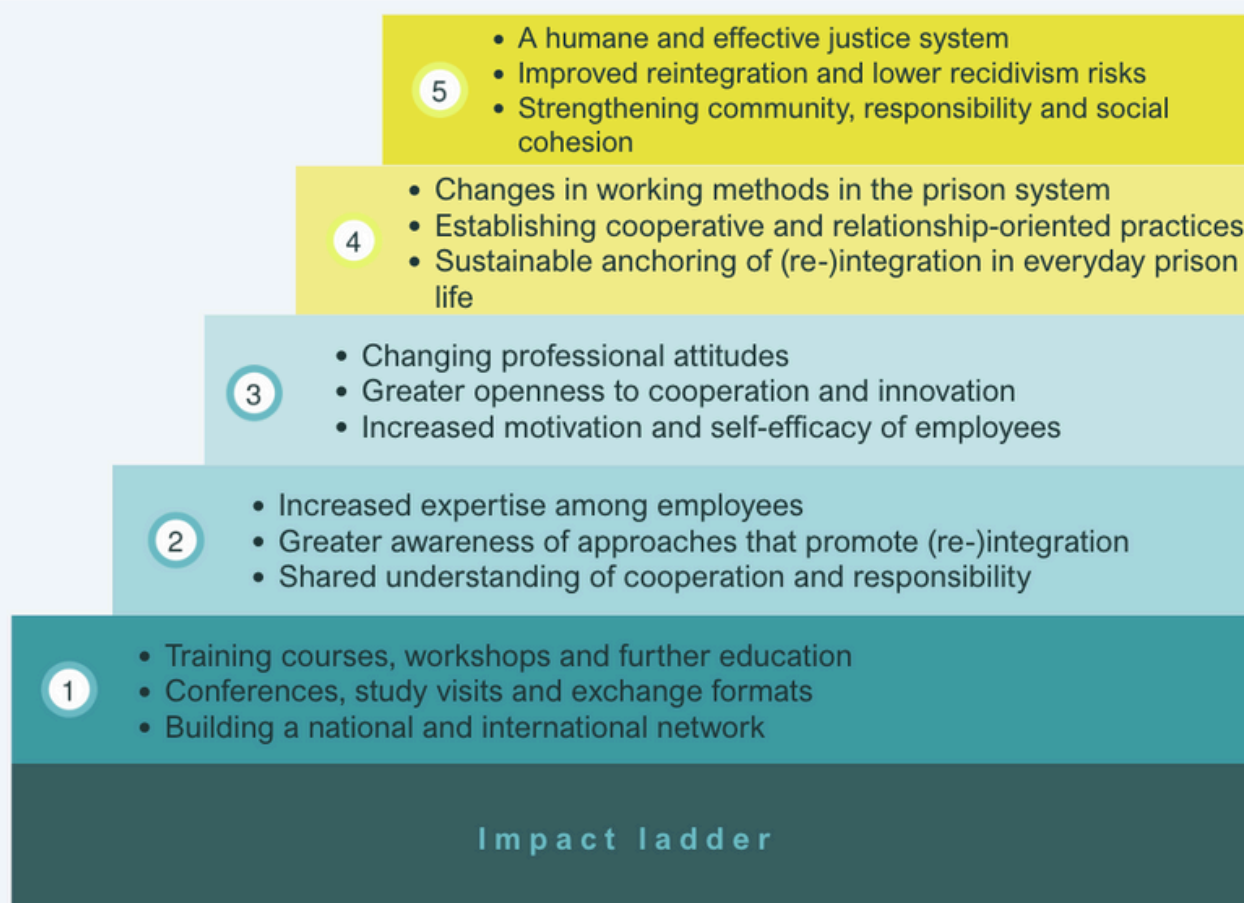 5
• A humane and effective justice system
• Improved reintegration and lower recidivism risks
• Strengthening community, responsibility and social
cohesion
4
• Changes in working methods in the prison system
• Establishing cooperative and relationship-oriented practices
• Sustainable anchoring of (re-)integration in everyday prison
life
3
• Changing professional attitudes
• Greater openness to cooperation and innovation
• Increased motivation and self-efficacy of employees
2
• Increased expertise among employees
• Greater awareness of approaches that promote (re-)integration
• Shared understanding of cooperation and responsibility
1
• Training courses, workshops and further education
• Conferences, study visits and exchange formats
• Building a national and international network
Impact ladder